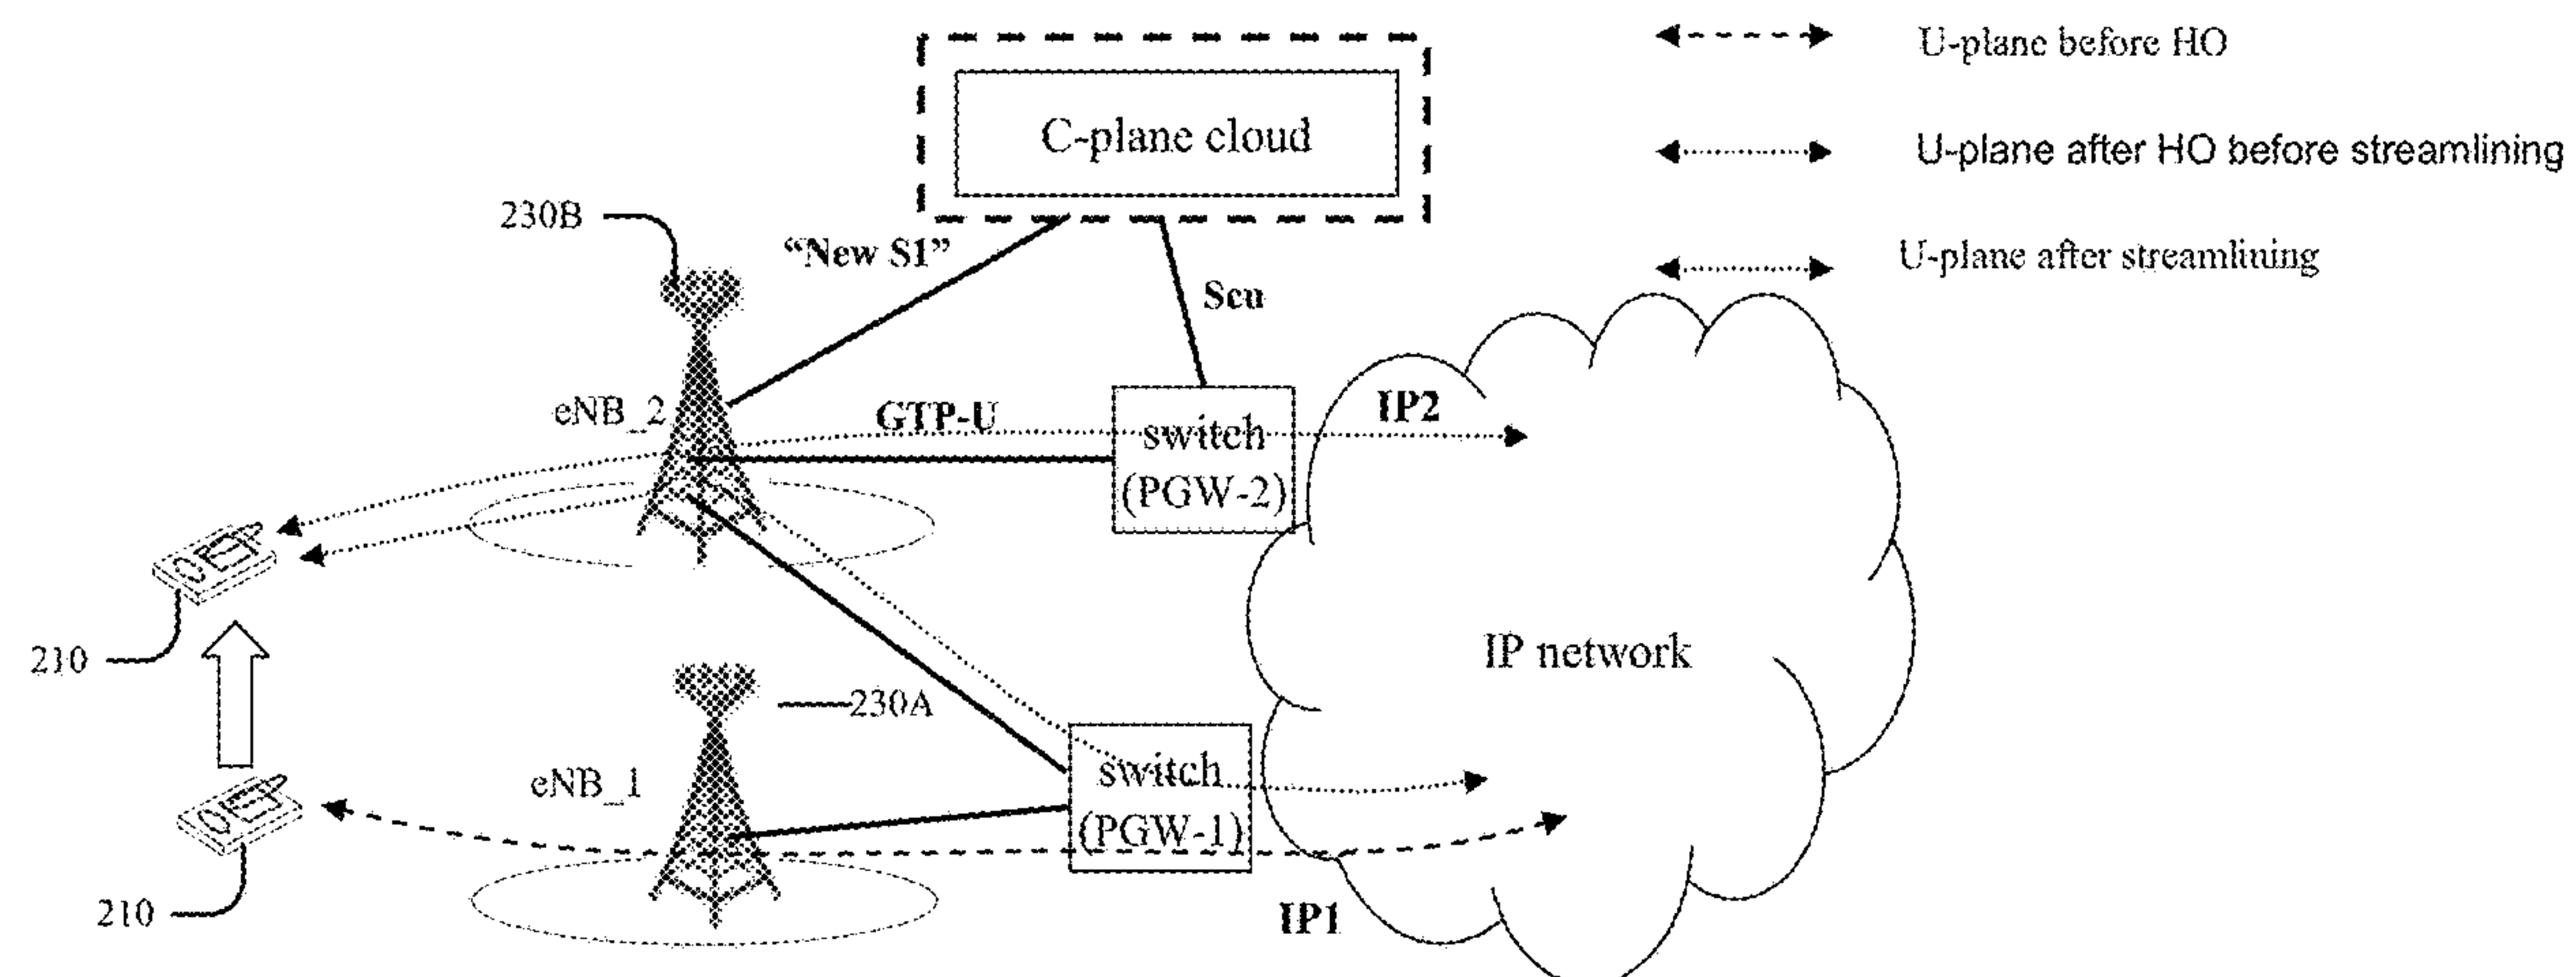 U-plane before HO
C-plane cloud
U-plane after HO before streamlining
230B
"New S1"
U-plane after streamlining
Scu
eNB_2
GTP-U
IP2
switch
(PGW-2)
210
IP network
230A
eNB_1
switch
(PGW-1)
210
IP1